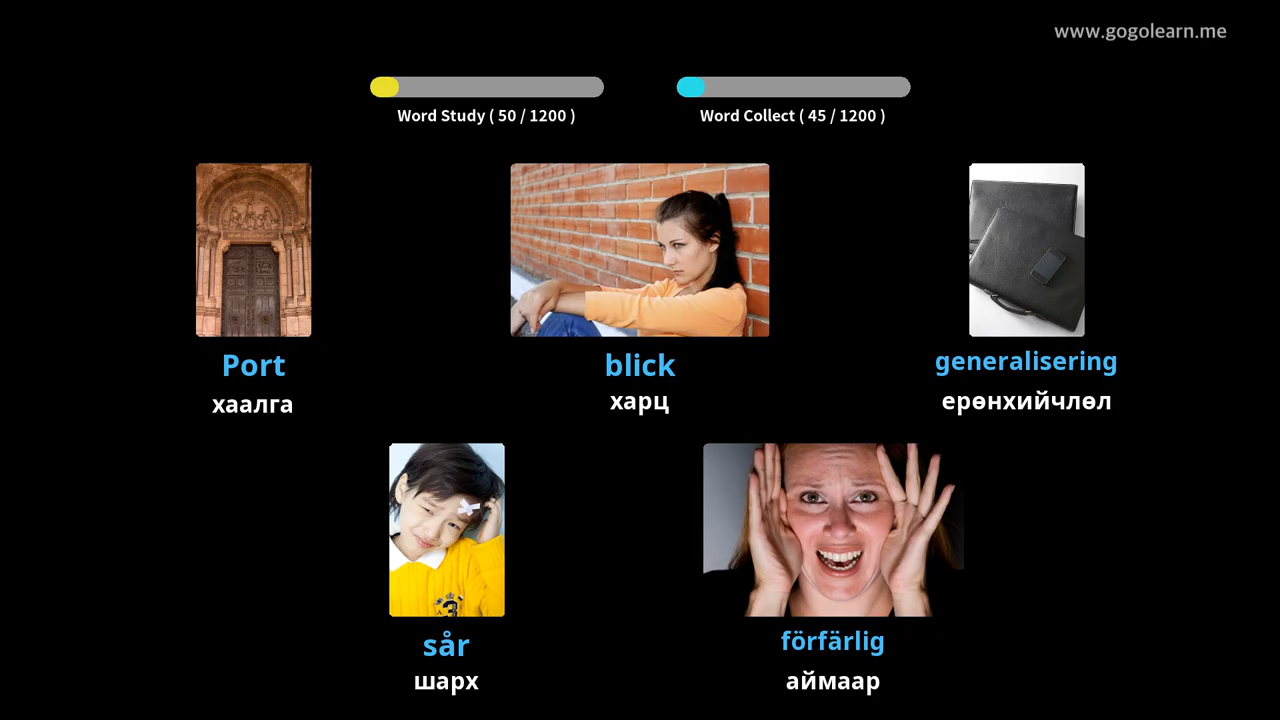 www.gogolearn.me
Word Study ( 50 / 1200 )
Word Collect ( 45 / 1200 )
Port
хаалга
blick
харц
generalisering
ерөнхийчлөл
3
sår
шарх
förfärlig
аймаар